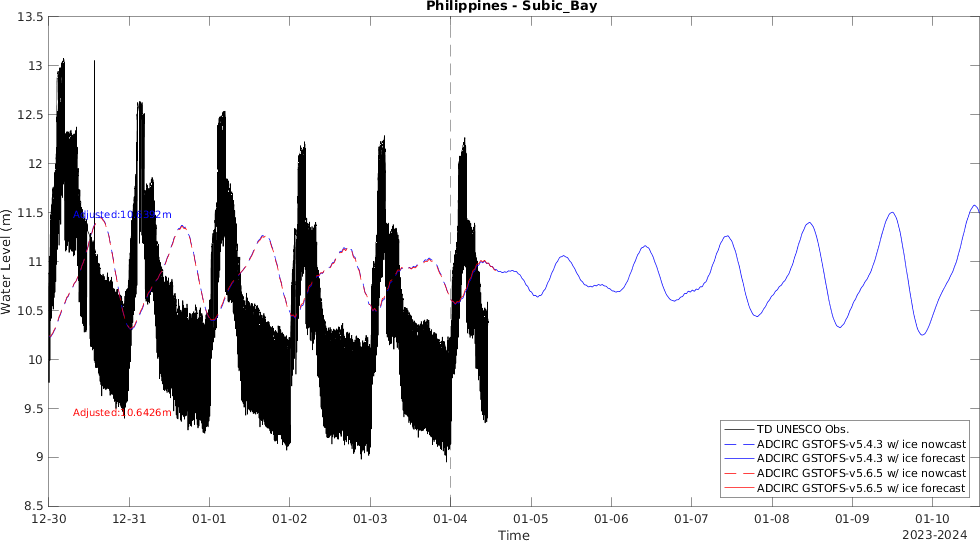 Philippines - Subic_Bay
13.5
13
12.5
12
11.5
11
10.5
10
9.5
9
8.5
Water Level (m)
Adjusted:
TD UNESCO Obs.
ADCIRC GSTOFS-v5.4.3 w/ ice nowcast
ADCIRC GSTOFS-v5.4.3 w/ ice forecast
ADCIRC GSTOFS-v5.6.5 w/ ice nowcast
ADCIRC GSTOFS-v5.6.5 w/ ice forecast
12-30 12-31 01-01 01-02 01-03 01-04 01-05 01-06 01-07 01-08 01-09 01-10
Time
2023-2024